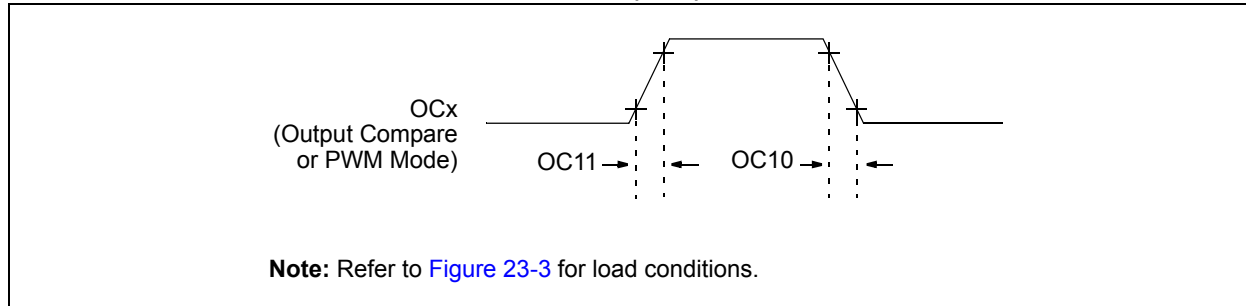 OCx
(Output Compare
or PWM Mode)
OC11
OC10
Note: Refer to Figure 23-3 for load conditions.